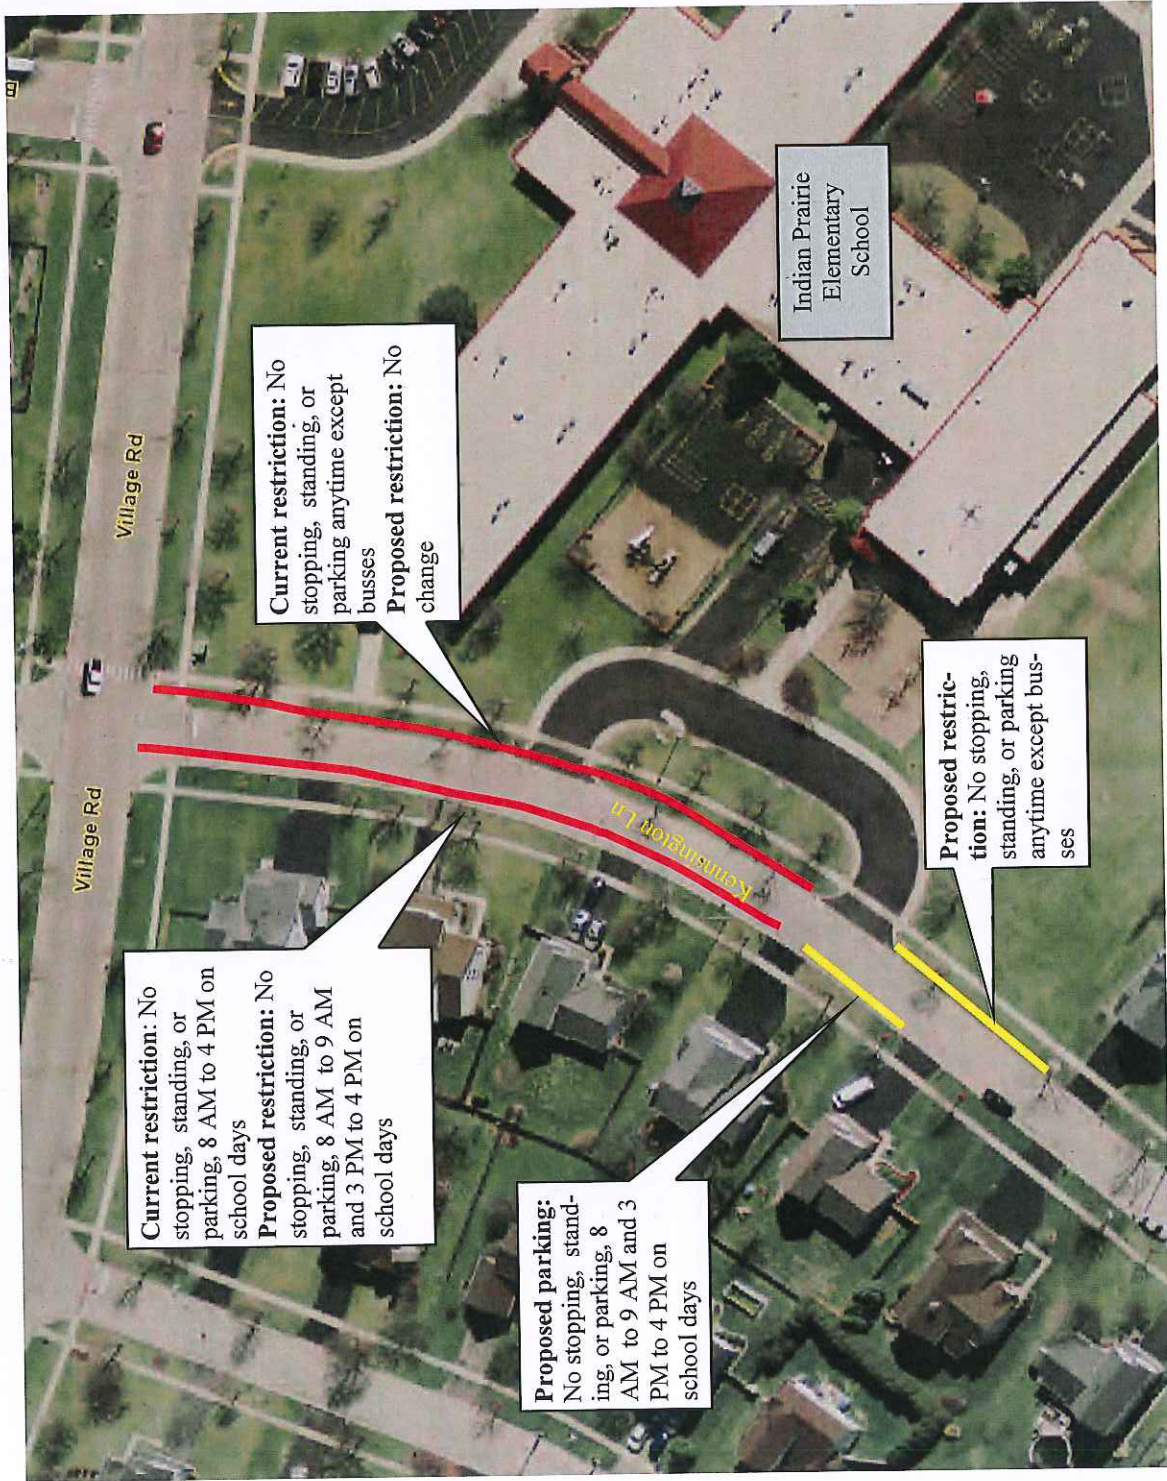 Village Rd
Village Rd
Current restriction: No
stopping, standing, or
parking, 8 AM to 4 PM on
school days
Proposed restriction: No
stopping, standing, or
parking, 8 AM to 9 AM
and 3 PM to 4 PM on
school days
Current restriction: No
stopping, standing, or
parking anytime except
busses
Proposed restriction: No
change
Kennsington Ln
Indian Prairie
Elementary
School
Proposed parking:
No stopping, stand-
ing, or parking, 8
AM to 9 AM and 3
PM to 4 PM on
school days
Proposed restric-
tion: No stopping,
standing, or parking
anytime except bus-
ses